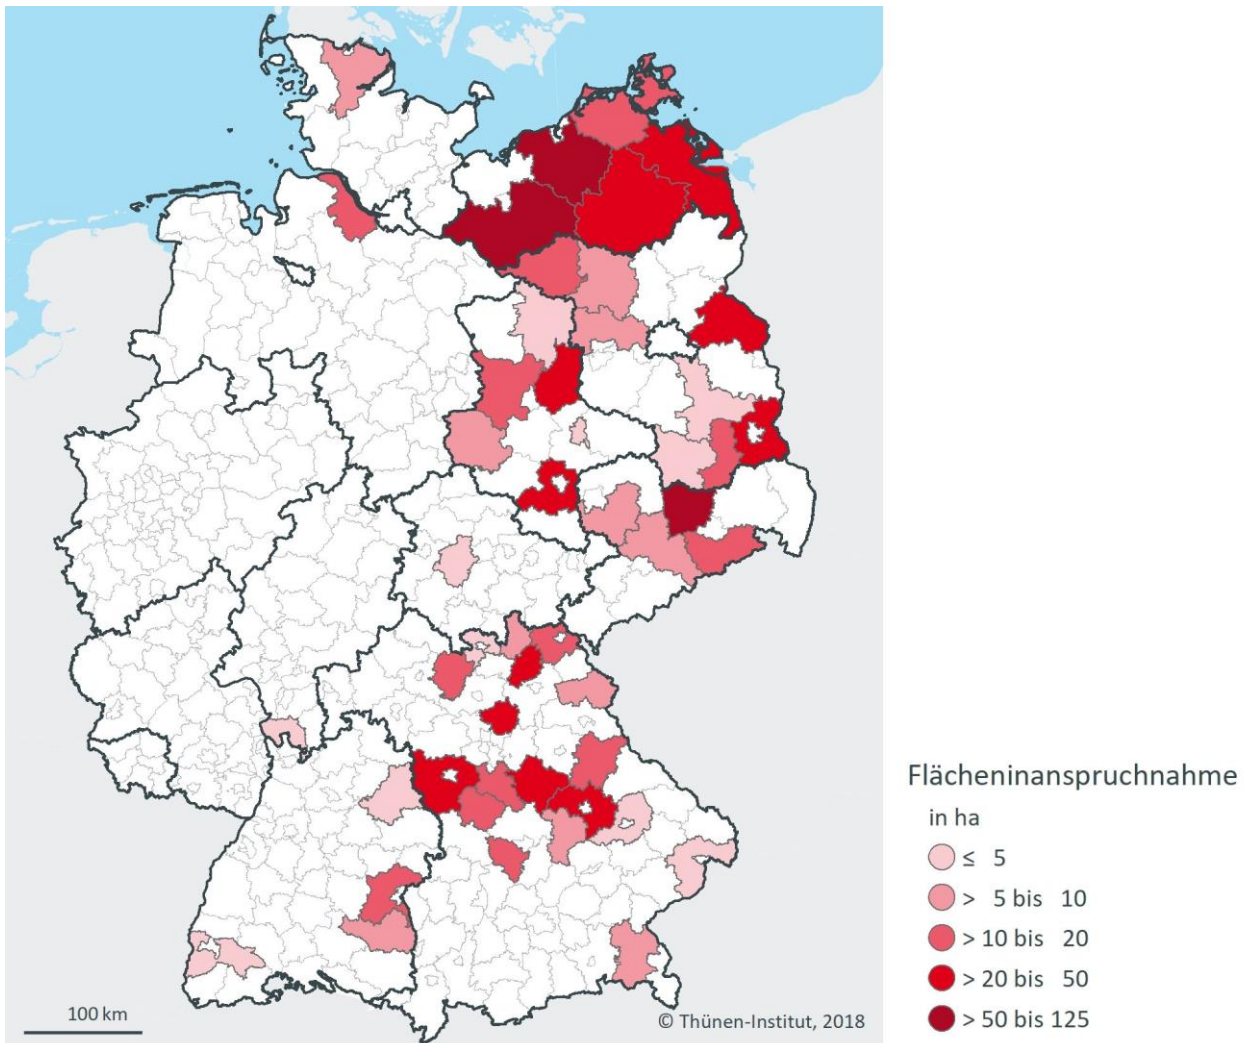 Flächeninanspruchnahme
in ha
≤ 5
> 5 bis 10
> 10 bis 20
> 20 bis 50
> 50 bis 125
100 km
© Thünen-Institut, 2018